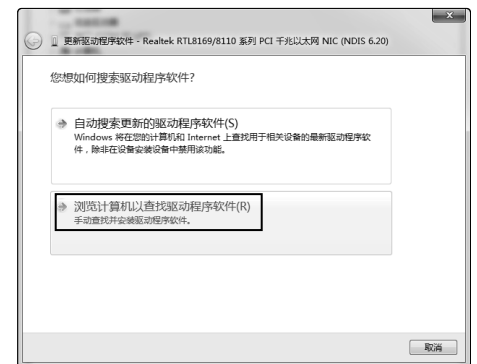 更新驱动程序软件 - Realtek RTL8169/8110 系列 PCI 千兆以太网 NIC (NDIS 6.20)
您想如何搜索驱动程序软件?
自动搜索更新的驱动程序软件(S)
Windows 将在您的计算机和 Internet 上查找用于相关设备的最新驱动程序软
件，除非在设备安装设置中禁用该功能。
浏览计算机以查找驱动程序软件(R)
手动查找并安装驱动程序软件。
取消